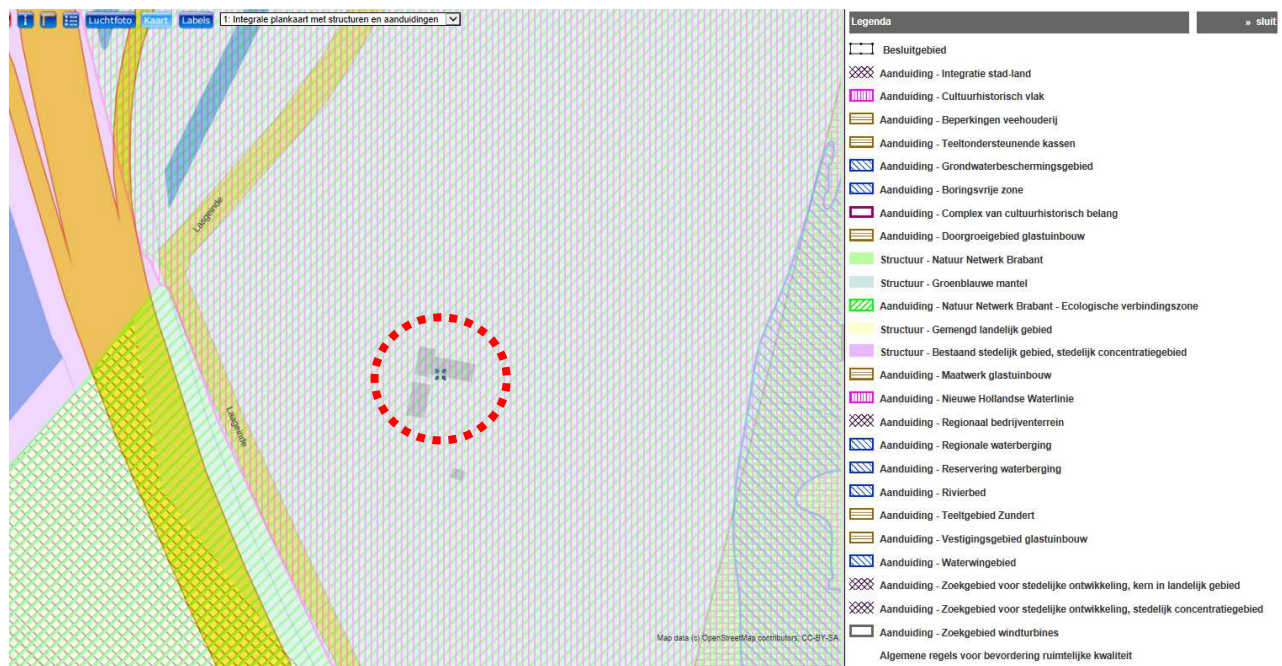 Luchtfoto Kaart Labels 1: Integrale plankaart met structuren en aanduidingen
Laageinde
Laageinde
Map data (c) OpenStreetMap contributors, CC-BY-SA.
Legenda » sluit
Besluitgebied
Aanduiding - Integratie stad-land
Aanduiding - Cultuurhistorisch vlak
Aanduiding - Beperkingen veehouderij
Aanduiding - Teeltondersteunende kassen
Aanduiding - Grondwaterbeschermingsgebied
Aanduiding - Boringsvrije zone
Aanduiding - Complex van cultuurhistorisch belang
Aanduiding - Doorgroeigebied glastuinbouw
Structuur - Natuur Netwerk Brabant
Structuur - Groenblauwe mantel
Aanduiding - Natuur Netwerk Brabant - Ecologische verbindingszone
Structuur - Gemengd landelijk gebied
Structuur - Bestaand stedelijk gebied, stedelijk concentratiegebied
Aanduiding - Maatwerk glastuinbouw
Aanduiding - Nieuwe Hollandse Waterlinie
Aanduiding - Regionaal bedrijventerrein
Aanduiding - Regionale waterberging
Aanduiding - Reservering waterberging
Aanduiding - Rivierbed
Aanduiding - Teeltgebied Zundert
Aanduiding - Vestigingsgebied glastuinbouw
Aanduiding - Waterwingebied
Aanduiding - Zoekgebied voor stedelijke ontwikkeling, kern in landelijk gebied
Aanduiding - Zoekgebied voor stedelijke ontwikkeling, stedelijk concentratiegebied
Aanduiding - Zoekgebied windturbines
Algemene regels voor bevordering ruimtelijke kwaliteit